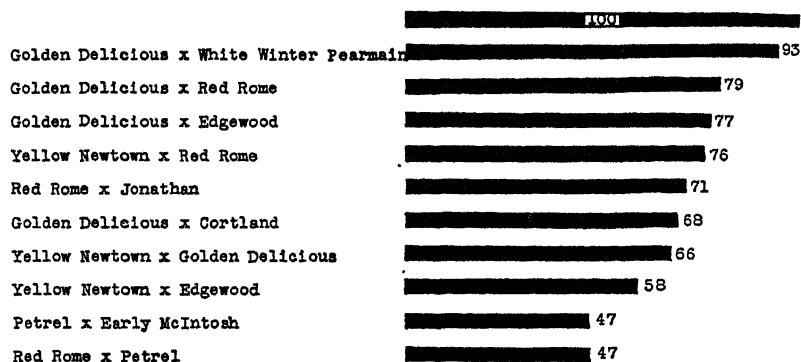 100
Golden Delicious x White Winter Pearmain 93
Golden Delicious x Red Rome 79
Golden Delicious x Edgewood 77
Yellow Newtown x Red Rome 76
Red Rome x Jonathan 71
Golden Delicious x Cortland 68
Yellow Newtown x Golden Delicious 66
Yellow Newtown x Edgewood 58
Petrel x Early McIntosh 47
Red Rome x Petrel 47